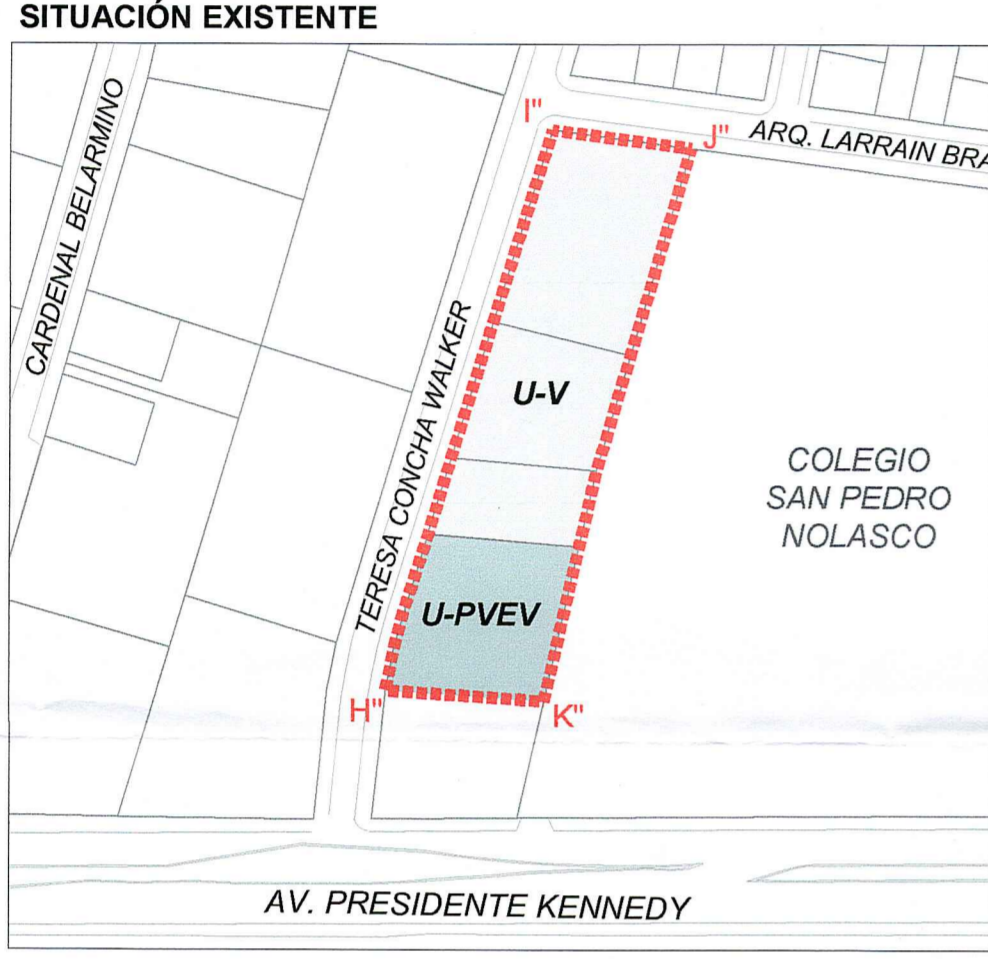 SITUACIÓN EXISTENTE
CARDENAL BELARMINO
I"
J"
ARQ. LARRAIN BRA
TERESA CONCHA WALKER
U-V
COLEGIO
SAN PEDRO
NOLASCO
U-PVEV
H"
K"
AV. PRESIDENTE KENNEDY